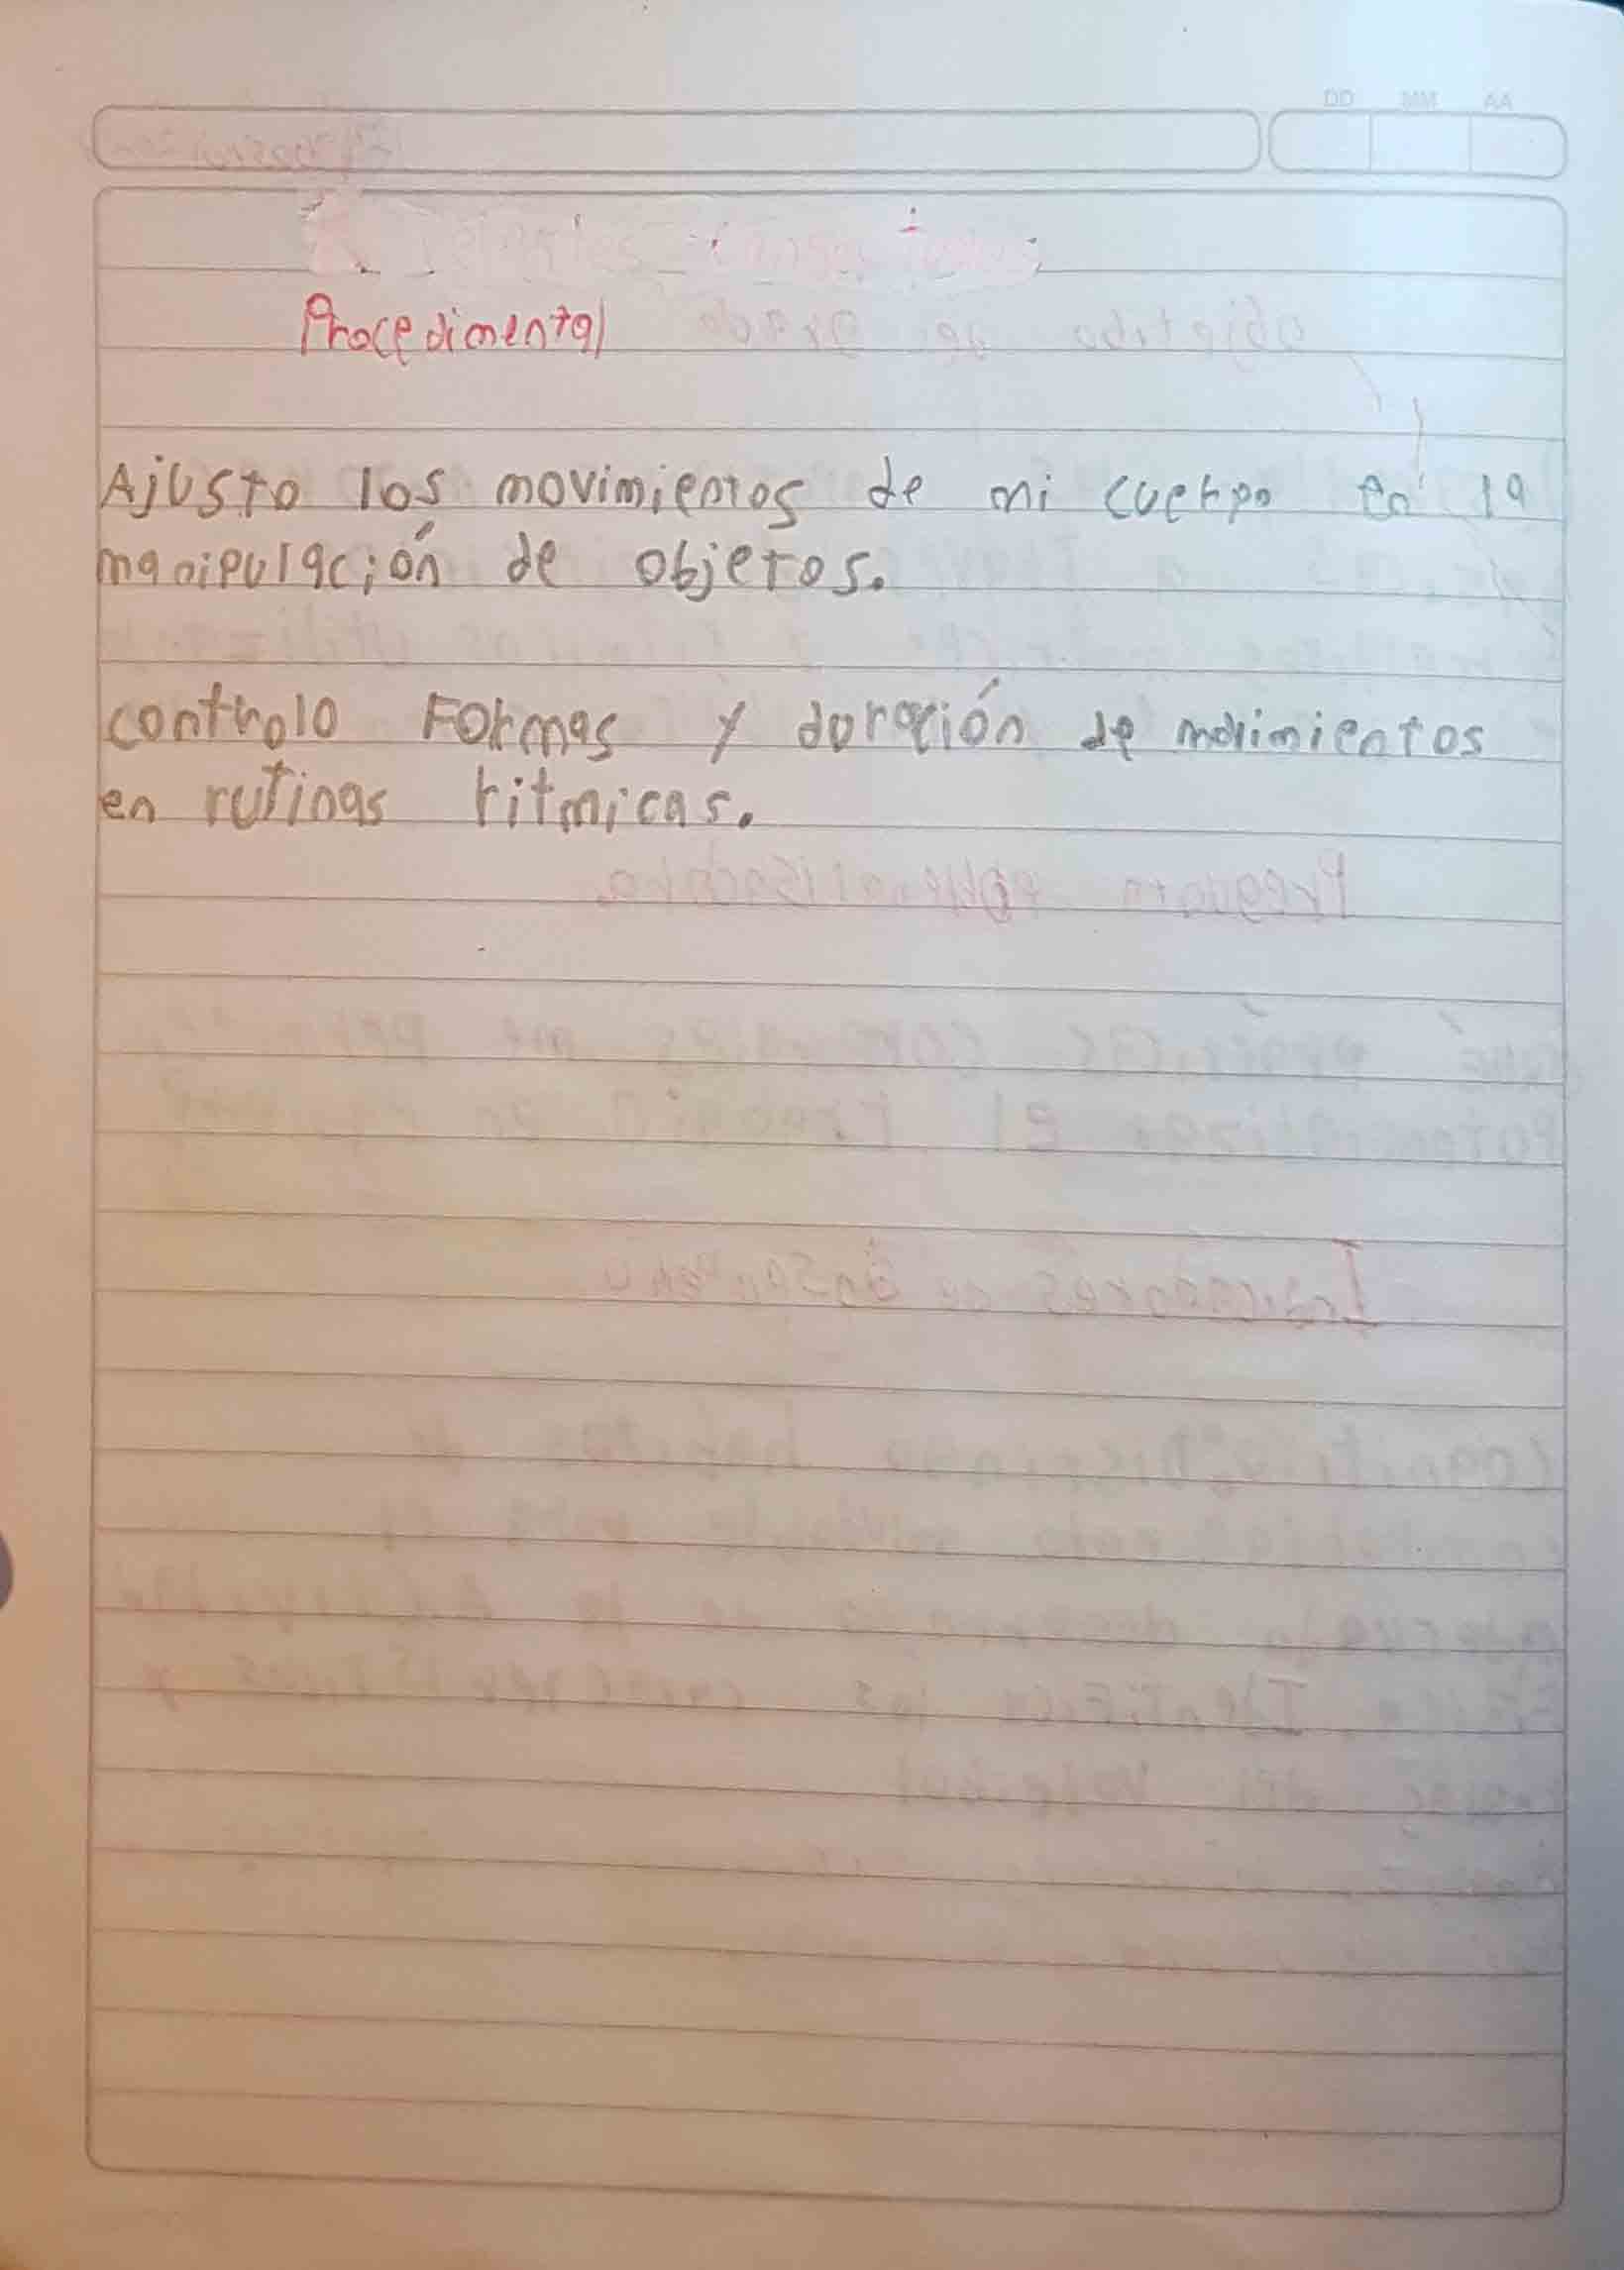 DD MM AA
Procedimental
Ajusto los movimientos de mi cuerpo en la
manipulación de objetos.
controlo Formas y duración de movimientos
en rutinas ritmicas.